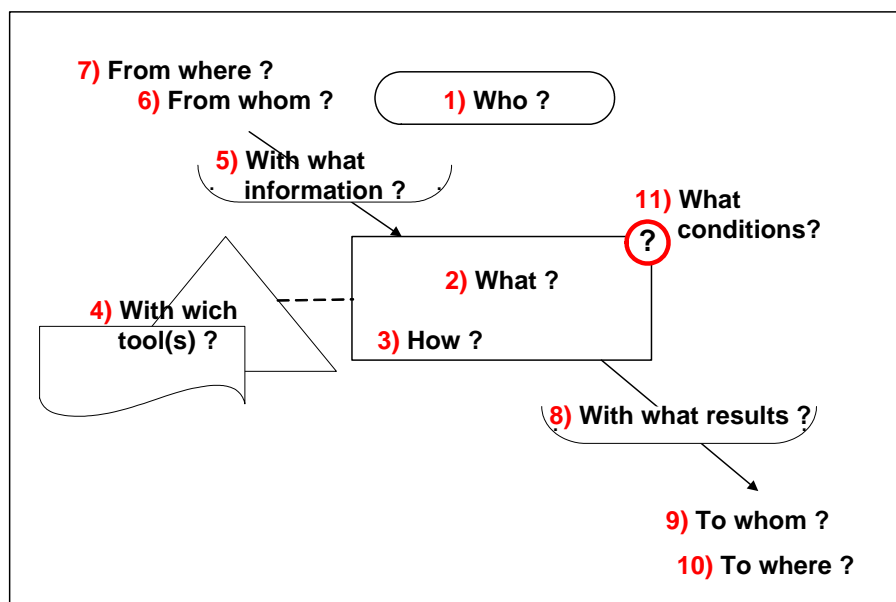 7) From where ?
6) From whom ?
1) Who ?
5) With what
information ?
11) What
conditions?
?
2) What ?
4) With wich
tool(s) ?
3) How ?
8) With what results ?
9) To whom ?
10) To where ?